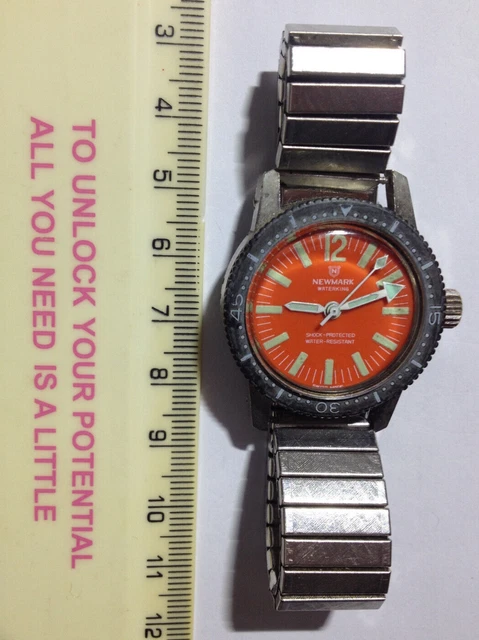 TO UNLOCK YOUR POTENTIAL
ALL YOU NEED IS A LITTLE
3
4
5
6
7
8
9
10
11
12
12
N
NEWMARK
WATERKING
SHOCK-PROTECTED
WATER-RESISTANT
15
30
45